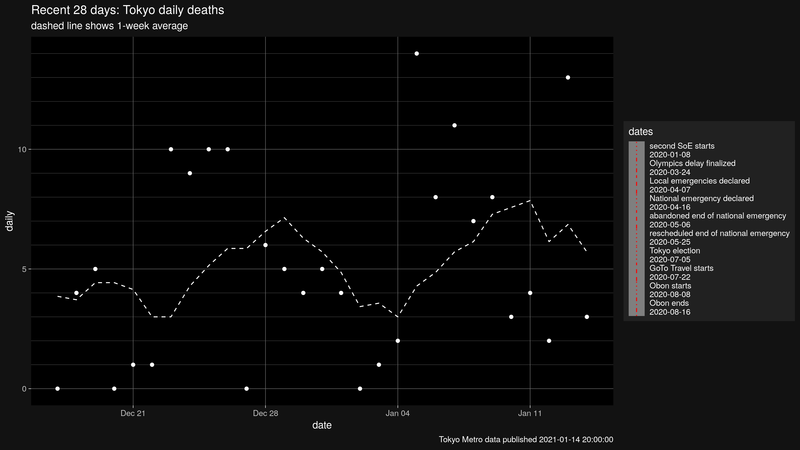 Recent 28 days: Tokyo daily deaths
dashed line shows 1-week average
daily
10
5
0
Dec 21
Dec 28
Jan 04
Jan 11
date
Tokyo Metro data published 2021-01-14 20:00:00
dates
second SoE starts
2020-01-08
Olympics delay finalized
2020-03-24
Local emergencies declared
2020-04-07
National emergency declared
2020-04-16
abandoned end of national emergency
2020-05-06
rescheduled end of national emergency
2020-05-25
Tokyo election
2020-07-05
GoTo Travel starts
2020-07-22
Obon starts
2020-08-08
Obon ends
2020-08-16